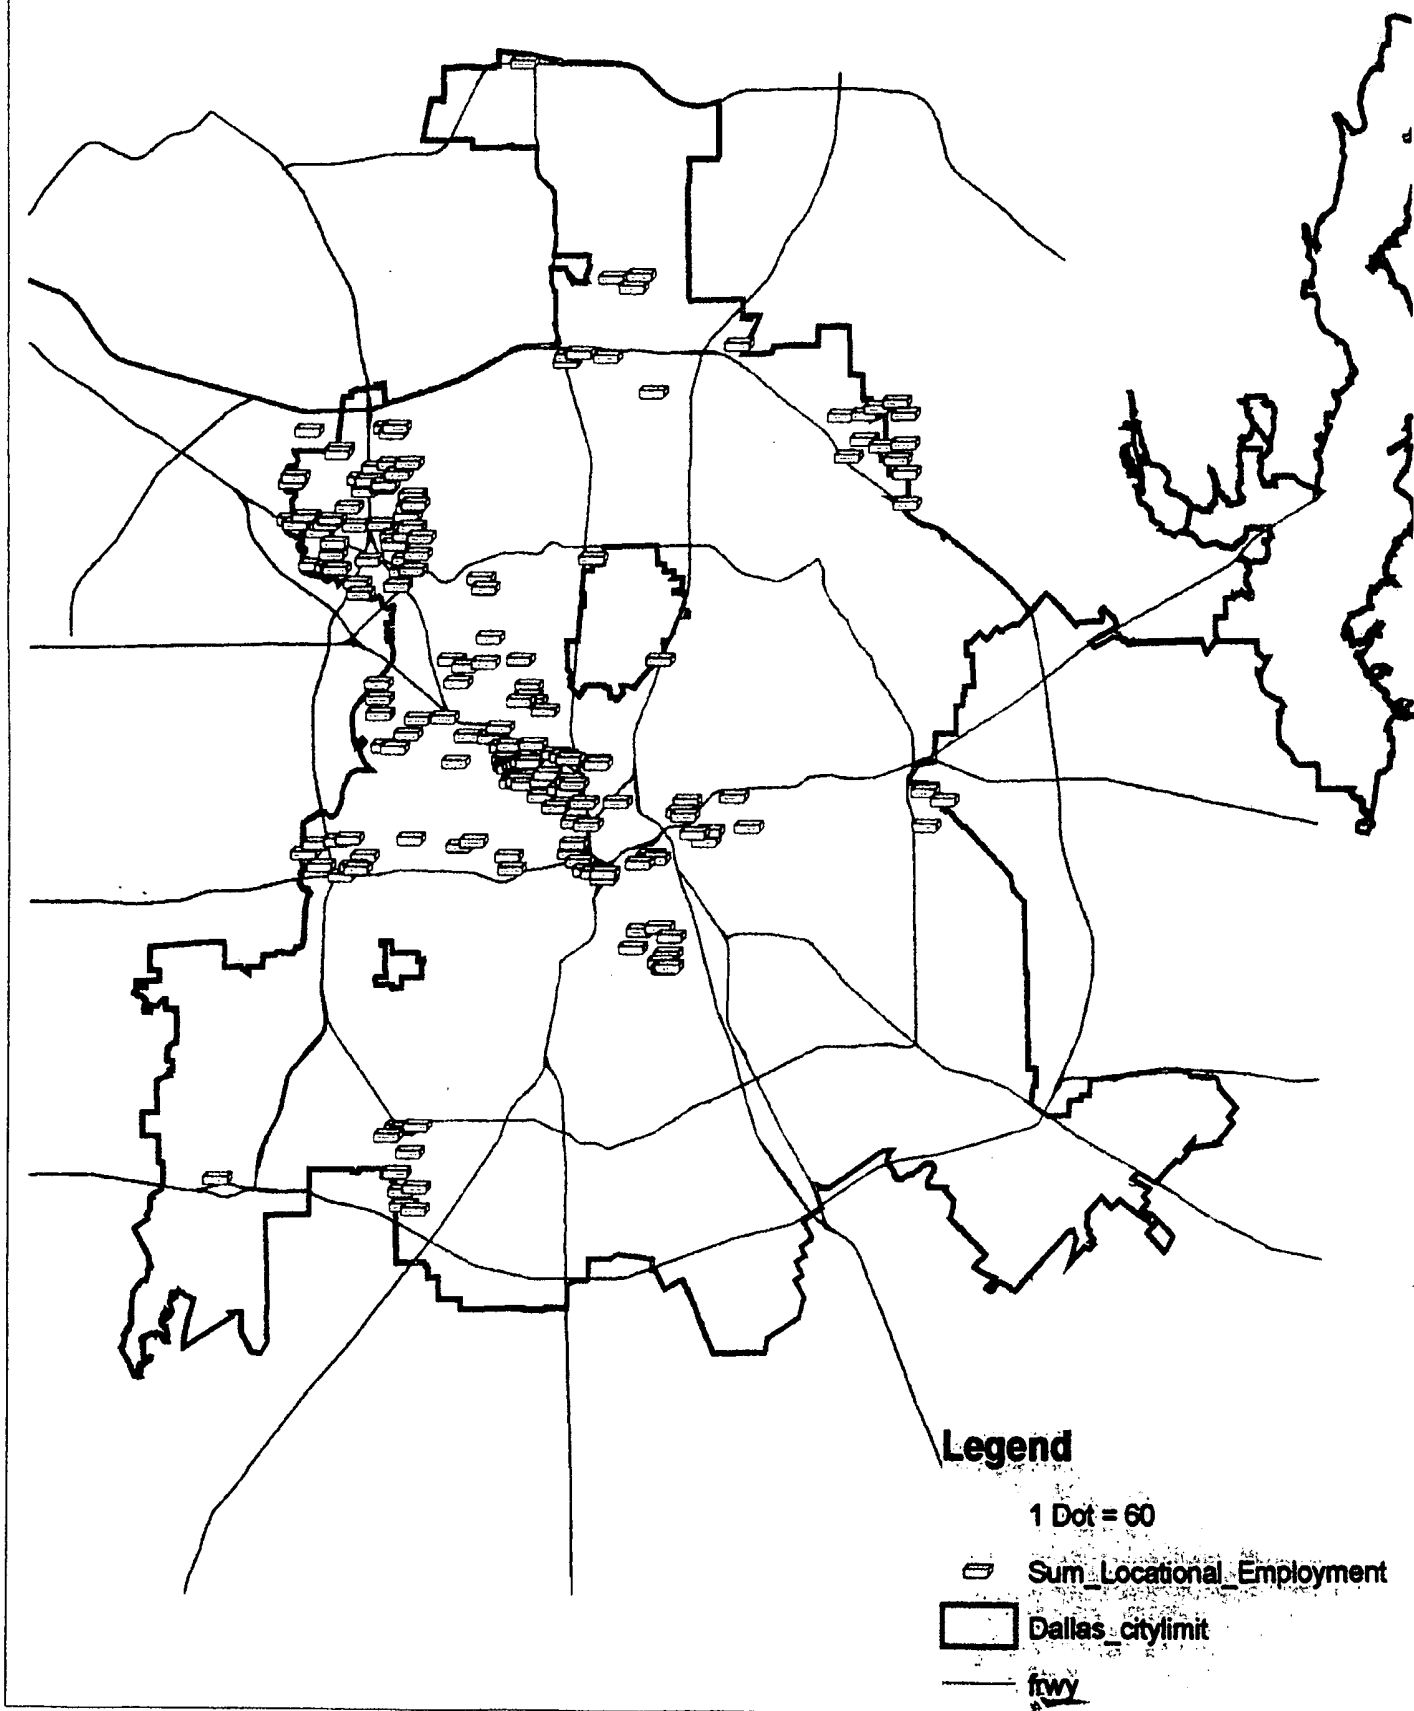 Legend
1 Dot = 60
Sum_Locational_Employment
Dallas_citylimit
frwy